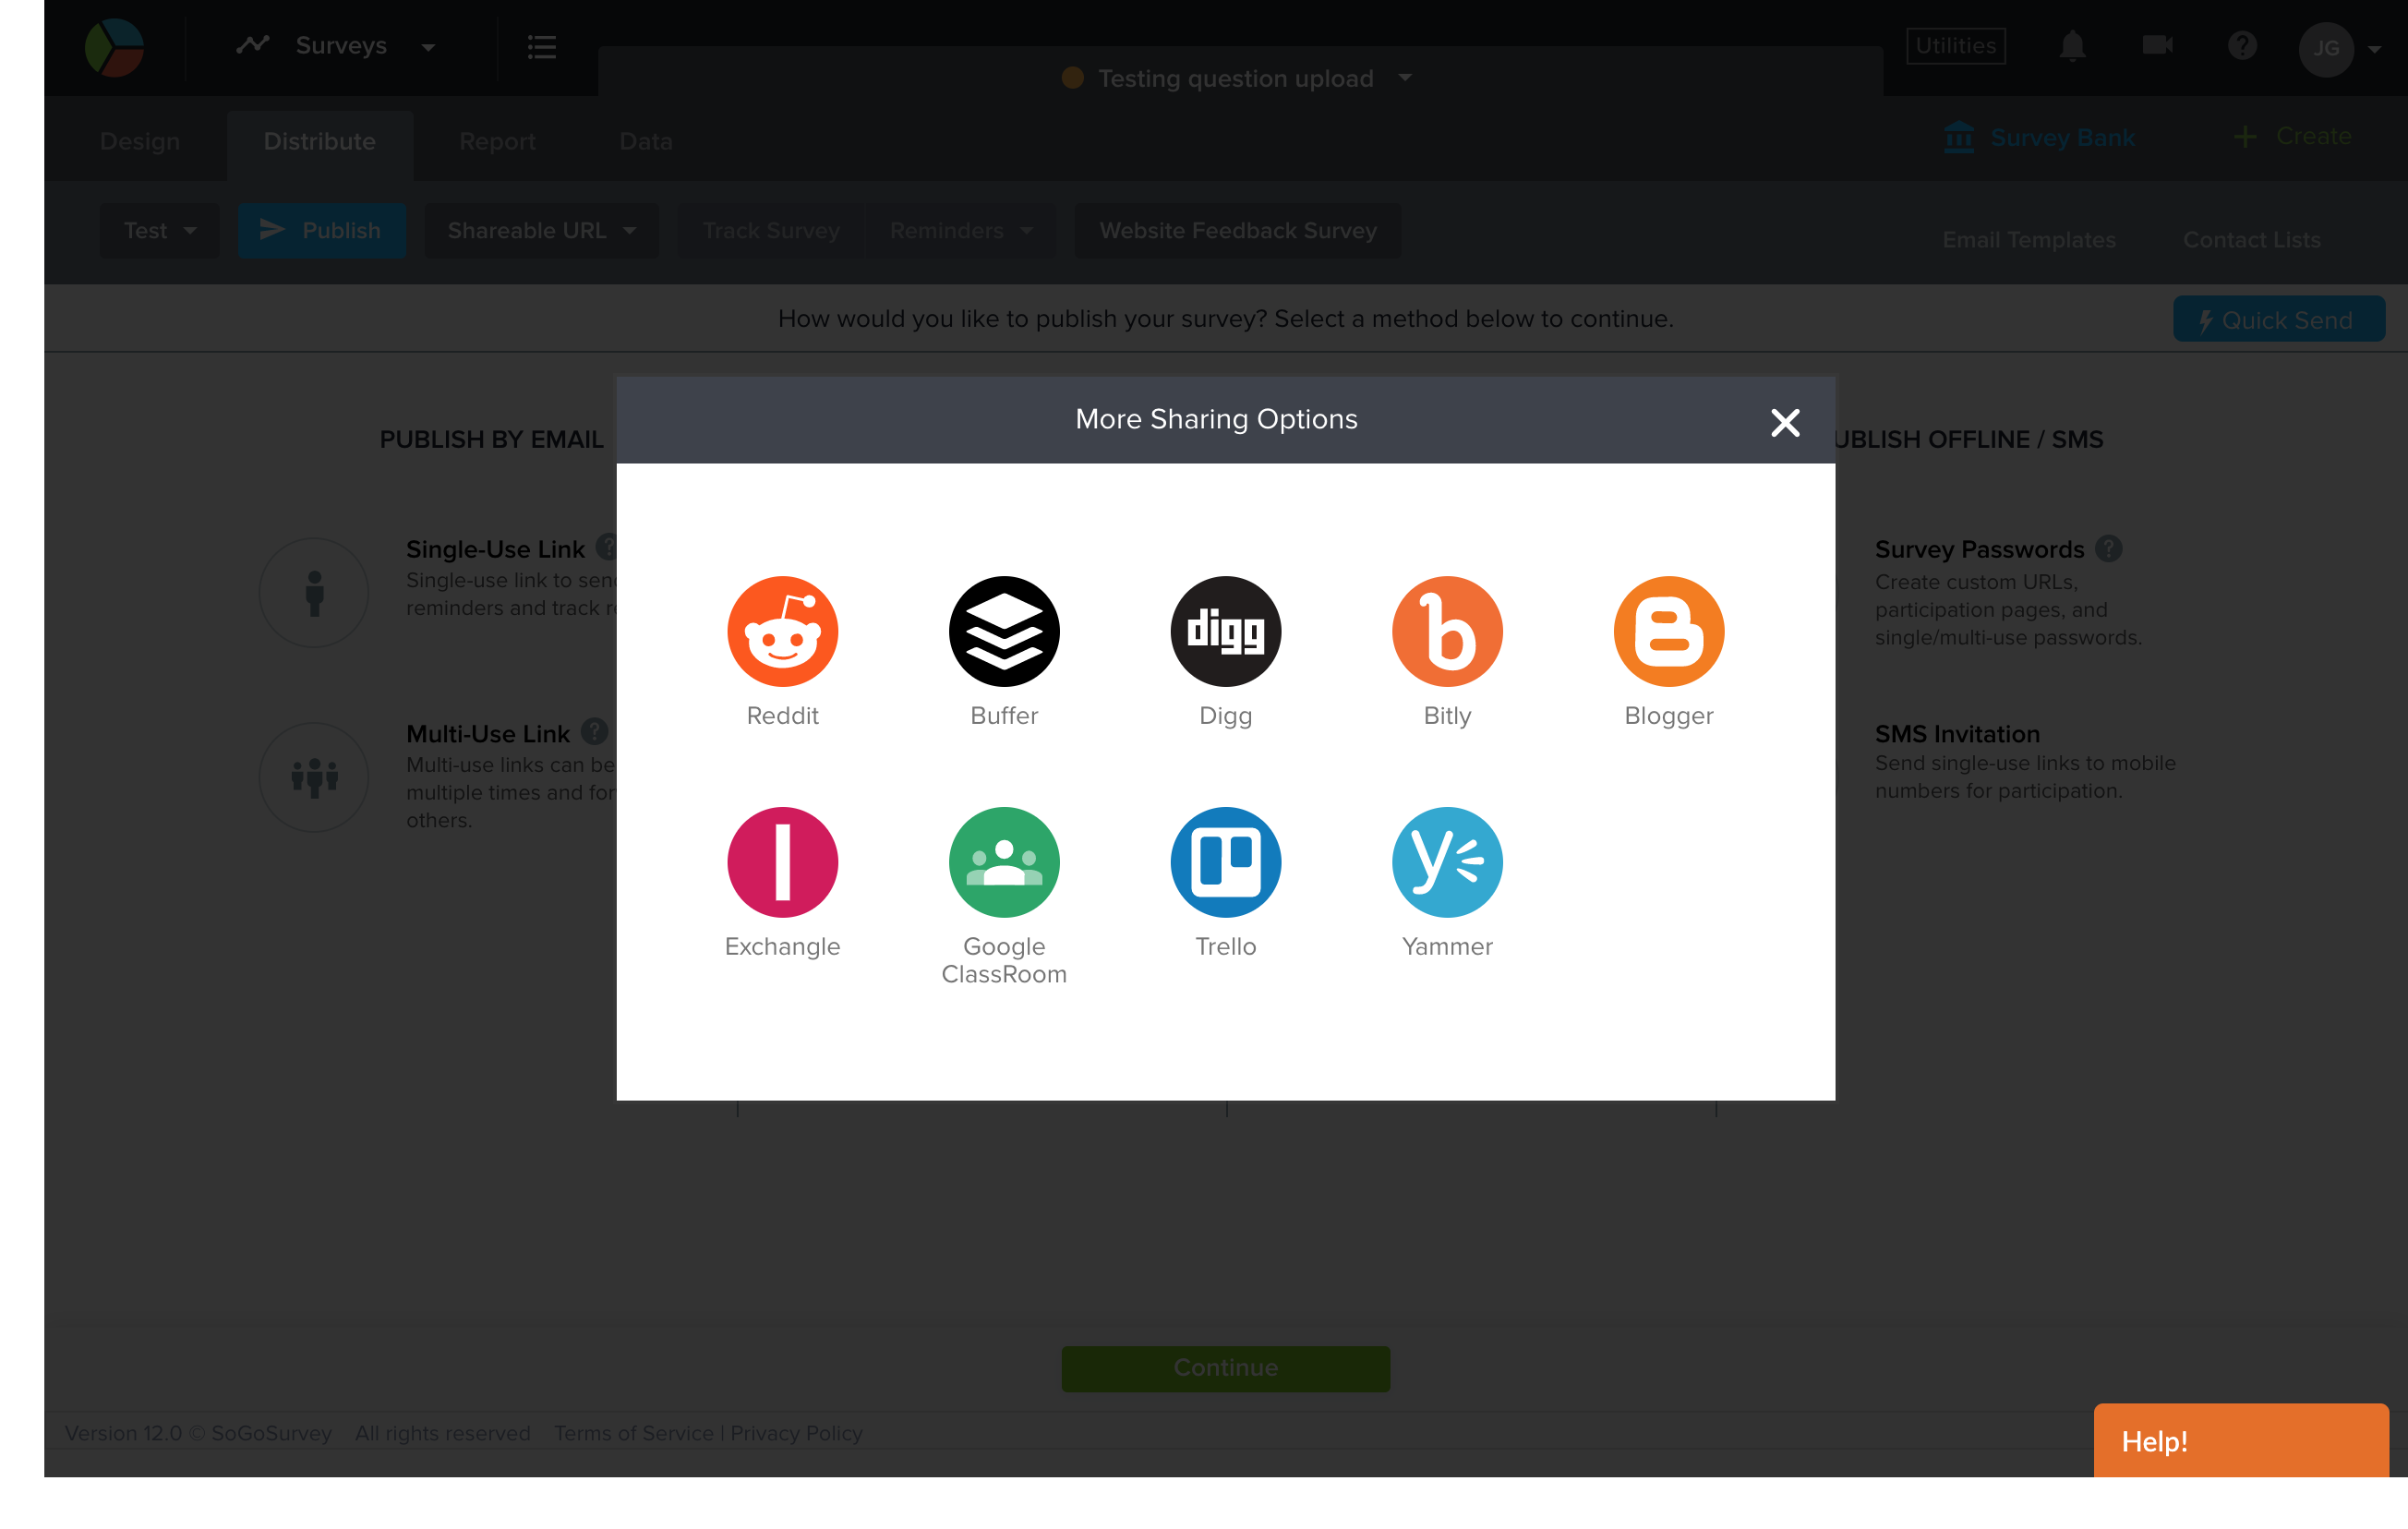 Surveys
Testing question upload
Utilities
JG
Design
Distribute
Report
Data
Survey Bank
Create
Test
Publish
Shareable URL
Track Survey
Reminders
Website Feedback Survey
Email Templates
Contact Lists
How would you like to publish your survey? Select a method below to continue.
Quick Send
More Sharing Options
PUBLISH BY EMAIL
UBLISH OFFLINE / SMS
Single-Use Link ?
Single-use link to send
reminders and track
Multi-Use Link ?
Multi-use links can be
multiple times and for
others.
digg
Reddit
Buffer
Digg
Bitly
Blogger
Exchangle
Google
ClassRoom
Trello
Yammer
Survey Passwords ?
Create custom URLs,
participation pages, and
single/multi-use passwords.
SMS Invitation
Send single-use links to mobile
numbers for participation.
Continue
Version 12.0 © SoGoSurvey All rights reserved Terms of Service | Privacy Policy
Help!